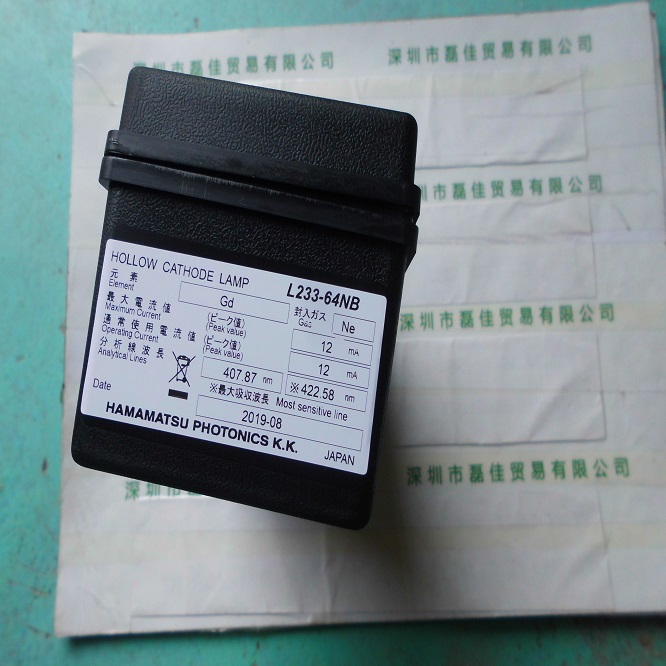 深圳市磊佳贸易有限公司
深圳市磊佳贸易有限公司
深圳市磊佳贸易有限公司
深圳市磊佳贸易有限公司
深圳市磊佳贸易有限公司
HOLLOW CATHODE LAMP L233-64NB
元素
Element
Gd
封入ガス
Gas
Ne
最大電流値
Maximum Current
(ピーク値)
(Peak value)
12 mA
通常使用電流値
Operating Current
(ピーク値)
(Peak value)
12 mA
分析線波長
Analytical Lines
407.87 nm
※422.58 nm
※最大吸収波長 Most sensitive line
Date
2019-08
HAMAMATSU PHOTONICS K.K.
JAPAN
深圳市